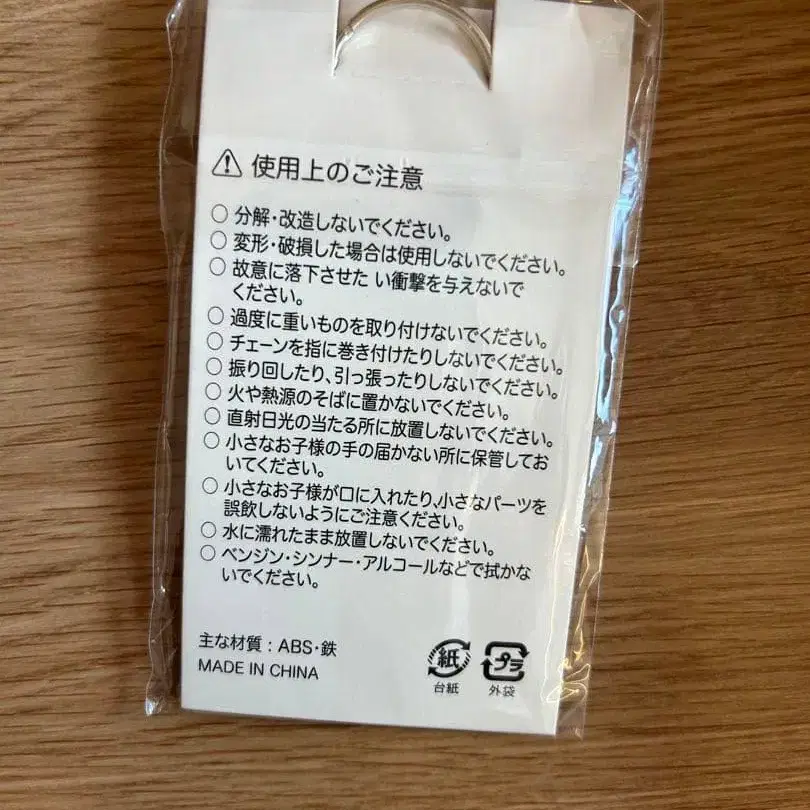 ⚠ 使用上のご注意
○ 分解・改造しないでください。
○ 変形・破損した場合は使用しないでください。
○ 故意に落下させた い衝撃を与えないで
ください。
○ 過度に重いものを取り付けないでください。
○ チェーンを指に巻き付けたりしないでください。
○ 振り回したり、引っ張ったりしないでください。
○ 火や熱源のそばに置かないでください。
○ 直射日光の当たる所に放置しないでください。
○ 小さなお子様の手の届かない所に保管してお
いてください。
○ 小さなお子様が口に入れたり、小さなパーツを
誤飲しないようにご注意ください。
○ 水に濡れたまま放置しないでください。
○ ベンジン・シンナー・アルコールなどで拭かな
いでください。
主な材質:ABS・鉄
MADE IN CHINA
紙 プラ
台紙 外袋